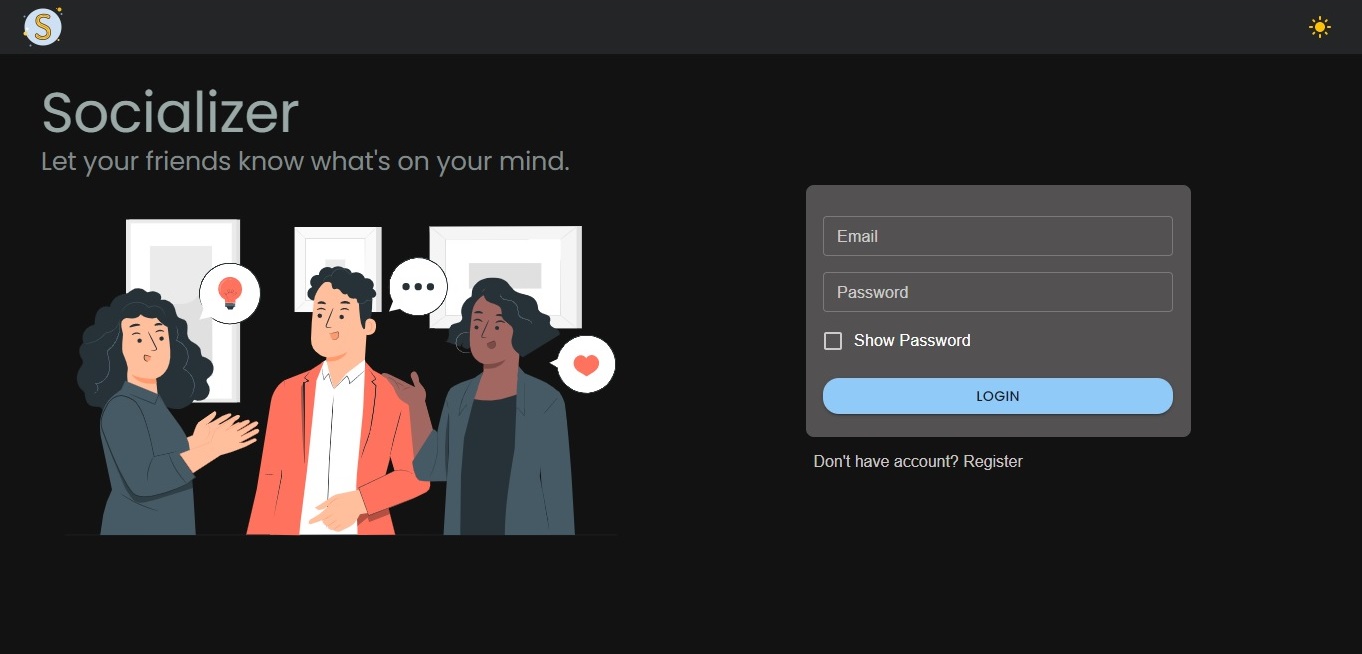 S
Socializer
Let your friends know what's on your mind.
Email
Password
Show Password
LOGIN
Don't have account? Register